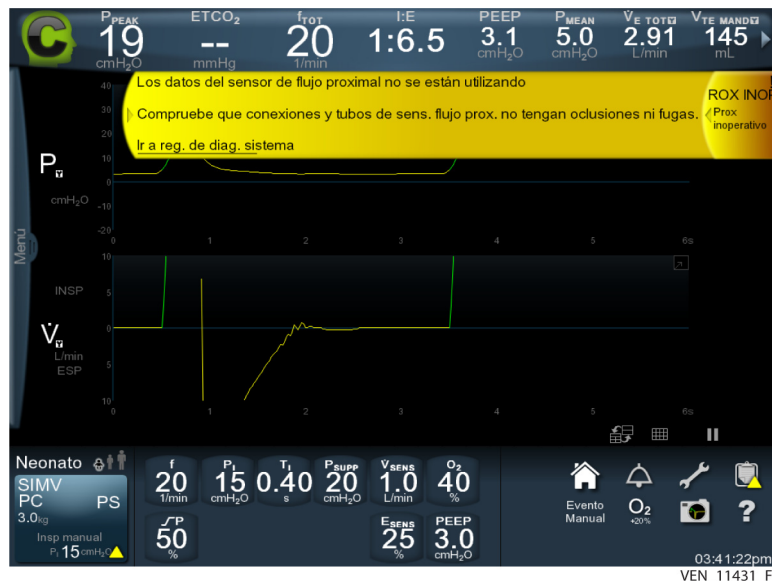 PPEAK ETCO2 fTOT I:E PEEP PMEAN V̇E TOT VTE MAND
19 -- 20 1:6.5 3.1 5.0 2.91 145
cmH2O mmHg 1/min cmH2O cmH2O L/min mL
Los datos del sensor de flujo proximal no se están utilizando
Compruebe que conexiones y tubos de sens. flujo prox. no tengan oclusiones ni fugas.
Ir a reg. de diag. sistema
ROX INOP
Prox
inoperativo
Menú
40
30
20
10
0
-10
-20
P
cmH2O
0 1 2 3 4 5 6s
10
5
0
5
10
INSP
V̇
L/min
ESP
0 1 2 3 4 5 6s
Neonato
SIMV
PC PS
3.0kg
Insp manual
PI 15 cmH2O
f PI TI PSUPP V̇SENS O2
20 15 0.40 20 1.0 40
1/min cmH2O s cmH2O L/min %
P ESENS PEEP
50 25 3.0
% % cmH2O
Evento
Manual
O2
+20%
?
03:41:22pm
VEN_11431_F